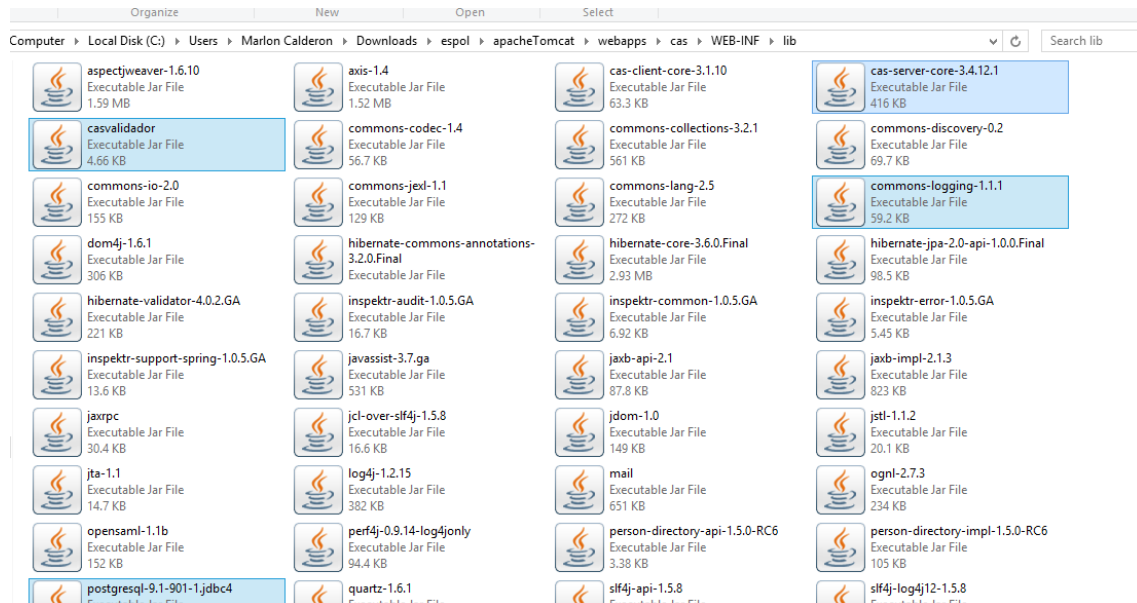 Organize New Open Select
Computer Local Disk (C:) Users Marlon Calderon Downloads espol apacheTomcat webapps cas WEB-INF lib Search lib
aspectjweaver-1.6.10
Executable Jar File
1.59 MB
axis-1.4
Executable Jar File
1.52 MB
cas-client-core-3.1.10
Executable Jar File
63.3 KB
cas-server-core-3.4.12.1
Executable Jar File
416 KB
casvalidador
Executable Jar File
4.66 KB
commons-codec-1.4
Executable Jar File
56.7 KB
commons-collections-3.2.1
Executable Jar File
561 KB
commons-discovery-0.2
Executable Jar File
69.7 KB
commons-io-2.0
Executable Jar File
155 KB
commons-jexl-1.1
Executable Jar File
129 KB
commons-lang-2.5
Executable Jar File
272 KB
commons-logging-1.1.1
Executable Jar File
59.2 KB
dom4j-1.6.1
Executable Jar File
306 KB
hibernate-commons-annotations-
3.2.0.Final
Executable Jar File
hibernate-core-3.6.0.Final
Executable Jar File
2.93 MB
hibernate-jpa-2.0-api-1.0.0.Final
Executable Jar File
98.5 KB
hibernate-validator-4.0.2.GA
Executable Jar File
221 KB
inspektr-audit-1.0.5.GA
Executable Jar File
16.7 KB
inspektr-common-1.0.5.GA
Executable Jar File
6.92 KB
inspektr-error-1.0.5.GA
Executable Jar File
5.45 KB
inspektr-support-spring-1.0.5.GA
Executable Jar File
13.6 KB
javassist-3.7.ga
Executable Jar File
531 KB
jaxb-api-2.1
Executable Jar File
87.8 KB
jaxb-impl-2.1.3
Executable Jar File
823 KB
jaxrpc
Executable Jar File
30.4 KB
jcl-over-slf4j-1.5.8
Executable Jar File
16.6 KB
jdom-1.0
Executable Jar File
149 KB
jstl-1.1.2
Executable Jar File
20.1 KB
jta-1.1
Executable Jar File
14.7 KB
log4j-1.2.15
Executable Jar File
382 KB
mail
Executable Jar File
651 KB
ognl-2.7.3
Executable Jar File
234 KB
opensaml-1.1b
Executable Jar File
152 KB
perf4j-0.9.14-log4jonly
Executable Jar File
94.4 KB
person-directory-api-1.5.0-RC6
Executable Jar File
3.38 KB
person-directory-impl-1.5.0-RC6
Executable Jar File
105 KB
postgresql-9.1-901-1.jdbc4
quartz-1.6.1
slf4j-api-1.5.8
slf4j-log4j12-1.5.8